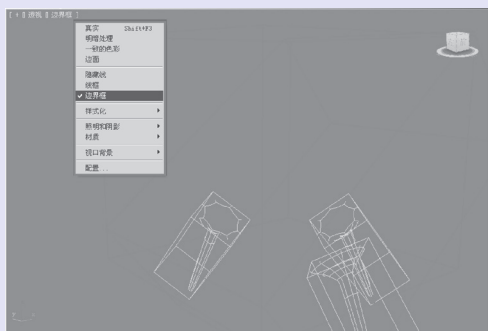 [ + ][ 透视 ][ 边界框 ]
真实 Shift+F3
明暗处理
一致的色彩
边面
隐藏线
线框
✓ 边界框
样式化
照明和阴影
材质
视口背景
配置...